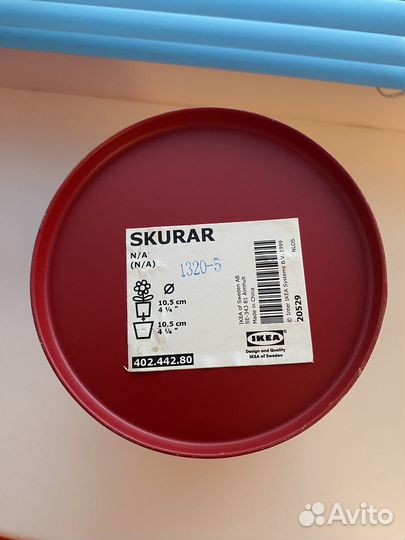 SKURAR
N/A
(N/A)
1320-5
Ø
10.5 cm
4 ¼ "
10.5 cm
4 ¼ "
402.442.80
IKEA of Sweden AB
SE-343 81 Älmhult
Made in China
© Inter IKEA Systems B.V. 1999
20529
NL05
IKEA
Design and Quality
IKEA of Sweden
Avito